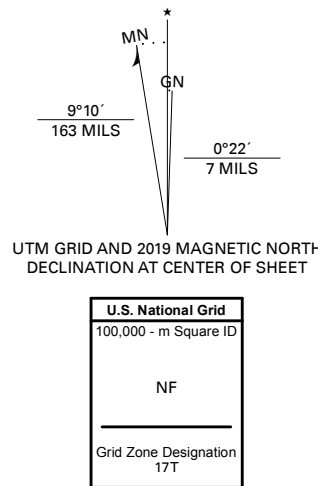 ★
MN
GN
9°10´
163 MILS
0°22´
7 MILS
UTM GRID AND 2019 MAGNETIC NORTH
DECLINATION AT CENTER OF SHEET
U.S. National Grid
100,000 - m Square ID
NF
Grid Zone Designation
17T